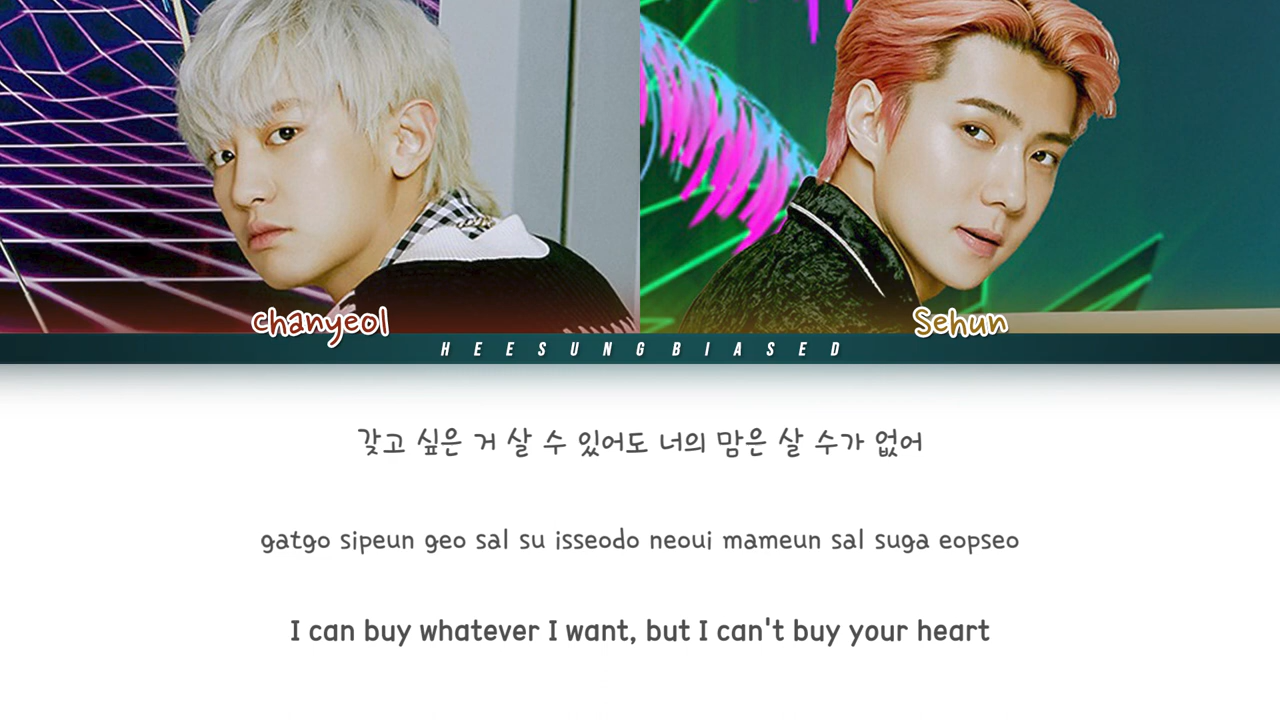 chanyeol
Sehun
HEESUNGBIASED
갖고 싶은 거 살 수 있어도 너의 맘은 살 수가 없어
gatgo sipeun geo sal su isseodo neoui mameun sal suga eopseo
I can buy whatever I want, but I can't buy your heart